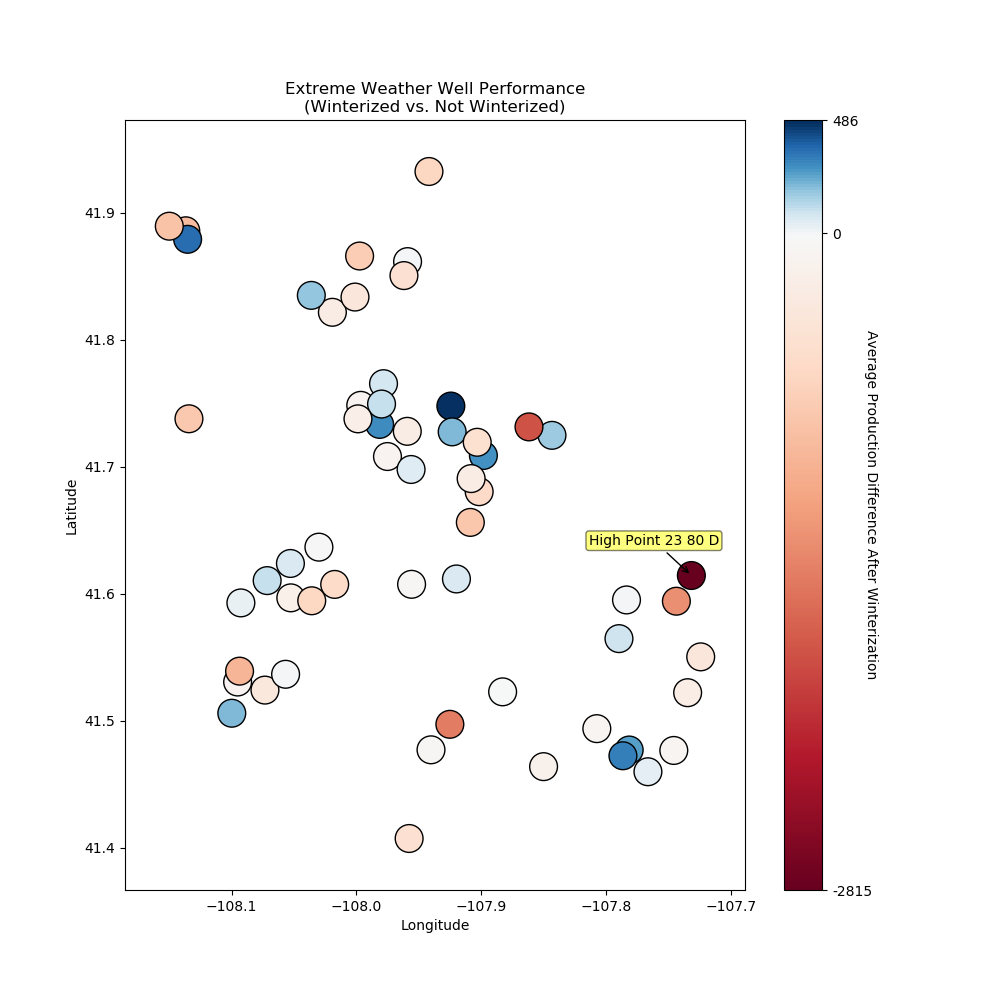 Extreme Weather Well Performance
(Winterized vs. Not Winterized)
486
0
-2815
Average Production Difference After Winterization
41.9
41.8
41.7
41.6
41.5
41.4
Latitude
High Point 23 80 D
−108.1
−108.0
−107.9
−107.8
−107.7
Longitude